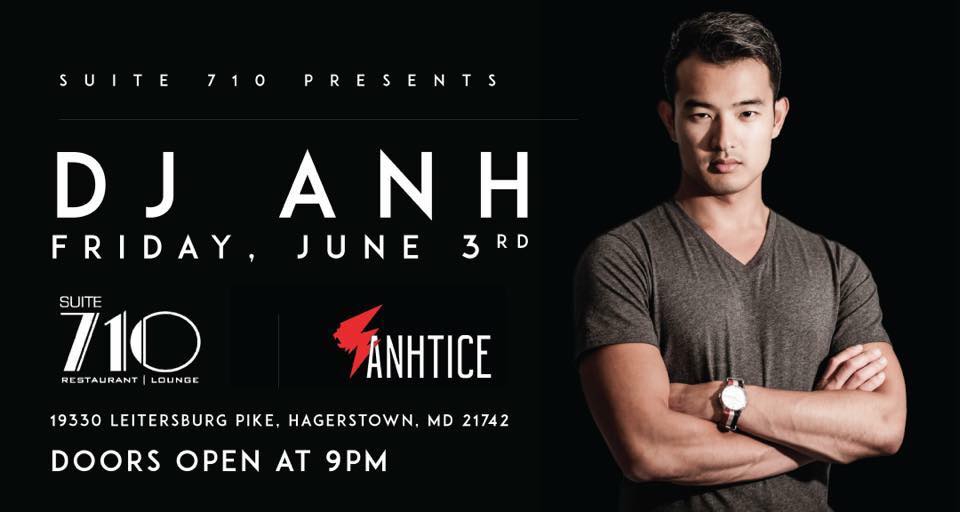 SUITE 710 PRESENTS
DJ ANH
FRIDAY, JUNE 3RD
SUITE
710
RESTAURANT | LOUNGE
ANHTICE
19330 LEITERSBURG PIKE, HAGERSTOWN, MD 21742
DOORS OPEN AT 9PM